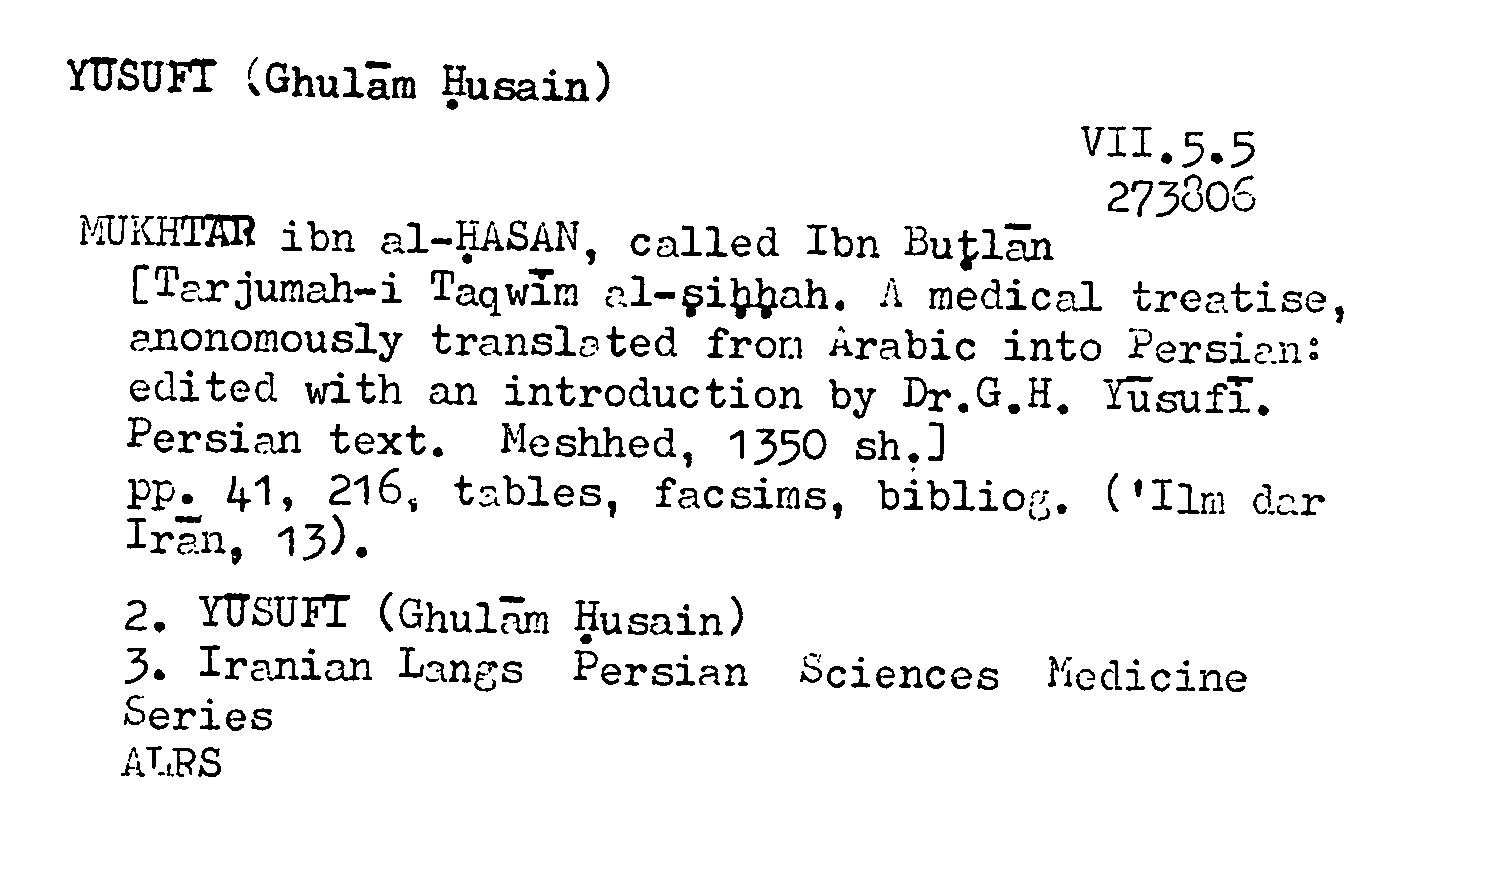 YŪSUFĪ (Ghulām Ḥusain)
VII.5.5
273806
MUKHTĀR ibn al-ḤASAN, called Ibn Buṭlān
[Tarjumah-i Taqwīm al-ṣiḥḥah. A medical treatise,
anonomously translated from Arabic into Persian:
edited with an introduction by Dr.G.H. Yūsufī.
Persian text. Meshhed, 1350 sh.]
pp. 41, 216, tables, facsims, bibliog. ('Ilm dar
Irān, 13).
2. YŪSUFĪ (Ghulām Ḥusain)
3. Iranian Langs Persian Sciences Medicine
Series
ALRS